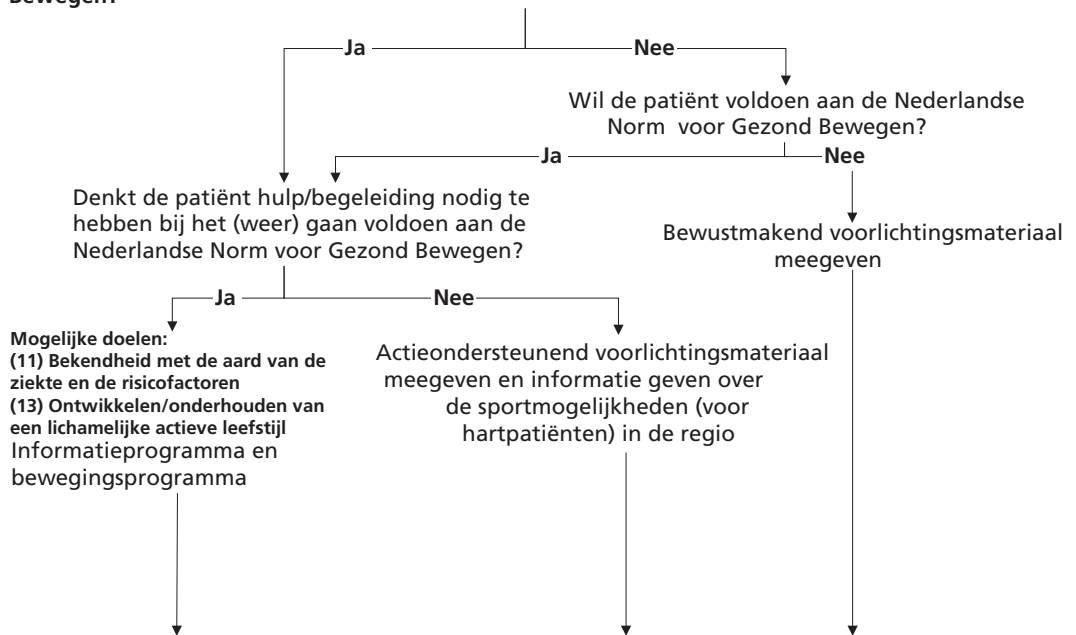 Bewegen?
Ja
Nee
Wil de patiënt voldoen aan de Nederlandse
Norm voor Gezond Bewegen?
Ja
Nee
Denkt de patiënt hulp/begeleiding nodig te
hebben bij het (weer) gaan voldoen aan de
Nederlandse Norm voor Gezond Bewegen?
Bewustmakend voorlichtingsmateriaal
meegeven
Ja
Nee
Mogelijke doelen:
(11) Bekendheid met de aard van de
ziekte en de risicofactoren
(13) Ontwikkelen/onderhouden van
een lichamelijke actieve leefstijl
Informatieprogramma en
bewegingsprogramma
Actieondersteunend voorlichtingsmateriaal
meegeven en informatie geven over
de sportmogelijkheden (voor
hartpatiënten) in de regio